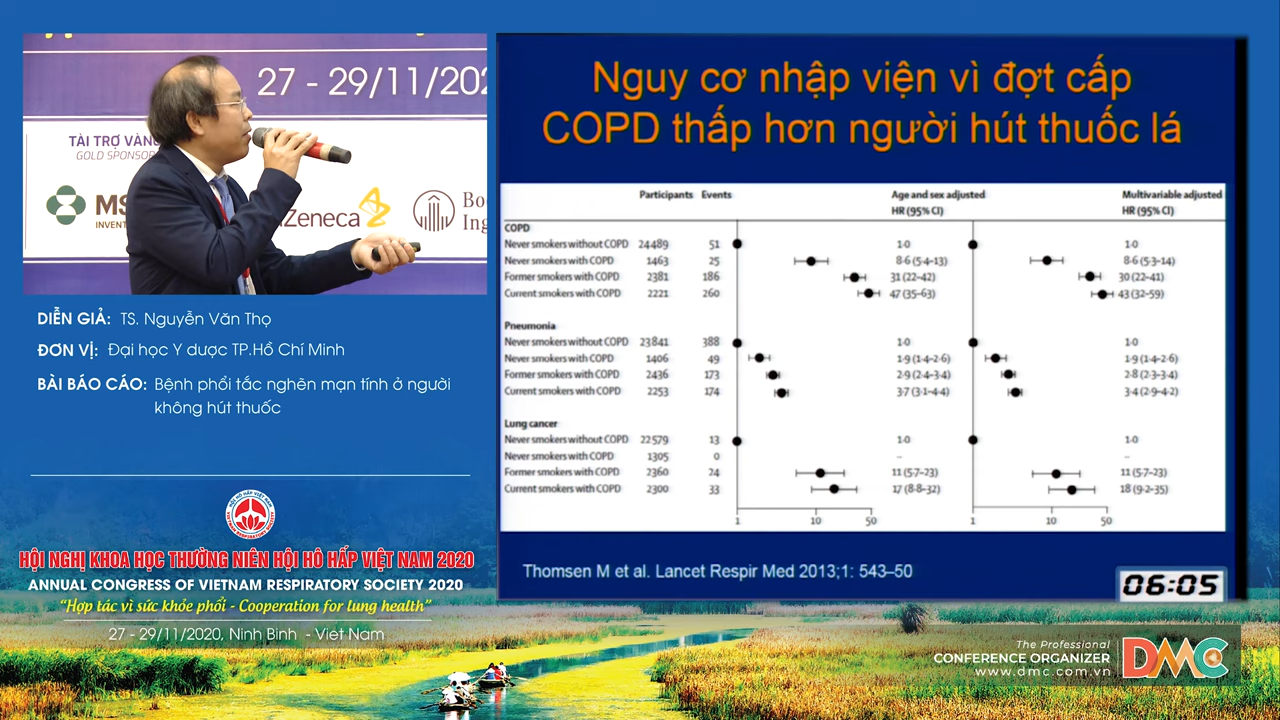 27 - 29/11/202
TÀI TRỢ VÀNG
GOLD SPONSOR
MS
INVENT
Zeneca
Bo
Ing
DIỄN GIẢ: TS. Nguyễn Văn Thọ
ĐƠN VỊ: Đại học Y dược TP.Hồ Chí Minh
BÀI BÁO CÁO: Bệnh phổi tắc nghẽn mạn tính ở người
không hút thuốc
HỘI HÔ HẤP VIỆT NAM
VIETNAM RESPIRATORY SOCIETY
HỘI NGHỊ KHOA HỌC THƯỜNG NIÊN HỘI HÔ HẤP VIỆT NAM 2020
ANNUAL CONGRESS OF VIETNAM RESPIRATORY SOCIETY 2020
“Hợp tác vì sức khỏe phổi - Cooperation for lung health”
27 - 29/11/2020, Ninh Bình - Viet Nam
Nguy cơ nhập viện vì đợt cấp
COPD thấp hơn người hút thuốc lá
Participants Events Age and sex adjusted Multivariable adjusted
HR (95% CI) HR (95% CI)
COPD
Never smokers without COPD 24489 51 1·0 1·0
Never smokers with COPD 1463 25 8·6 (5·4–13) 8·6 (5·3–14)
Former smokers with COPD 2381 186 31 (22–42) 30 (22–41)
Current smokers with COPD 2221 260 47 (35–63) 43 (32–59)
Pneumonia
Never smokers without COPD 23841 388 1·0 1·0
Never smokers with COPD 1406 49 1·9 (1·4–2·6) 1·9 (1·4–2·6)
Former smokers with COPD 2436 173 2·9 (2·4–3·4) 2·8 (2·3–3·4)
Current smokers with COPD 2253 174 3·7 (3·1–4·4) 3·4 (2·9–4·2)
Lung cancer
Never smokers without COPD 22579 13 1·0 1·0
Never smokers with COPD 1305 0 -- --
Former smokers with COPD 2360 24 11 (5·7–23) 11 (5·7–23)
Current smokers with COPD 2300 33 17 (8·8–32) 18 (9·2–35)
1 10 50 1 10 50
Thomsen M et al. Lancet Respir Med 2013;1: 543–50
06:05
The Professional
CONFERENCE ORGANIZER
www.dmc.com.vn
DMC